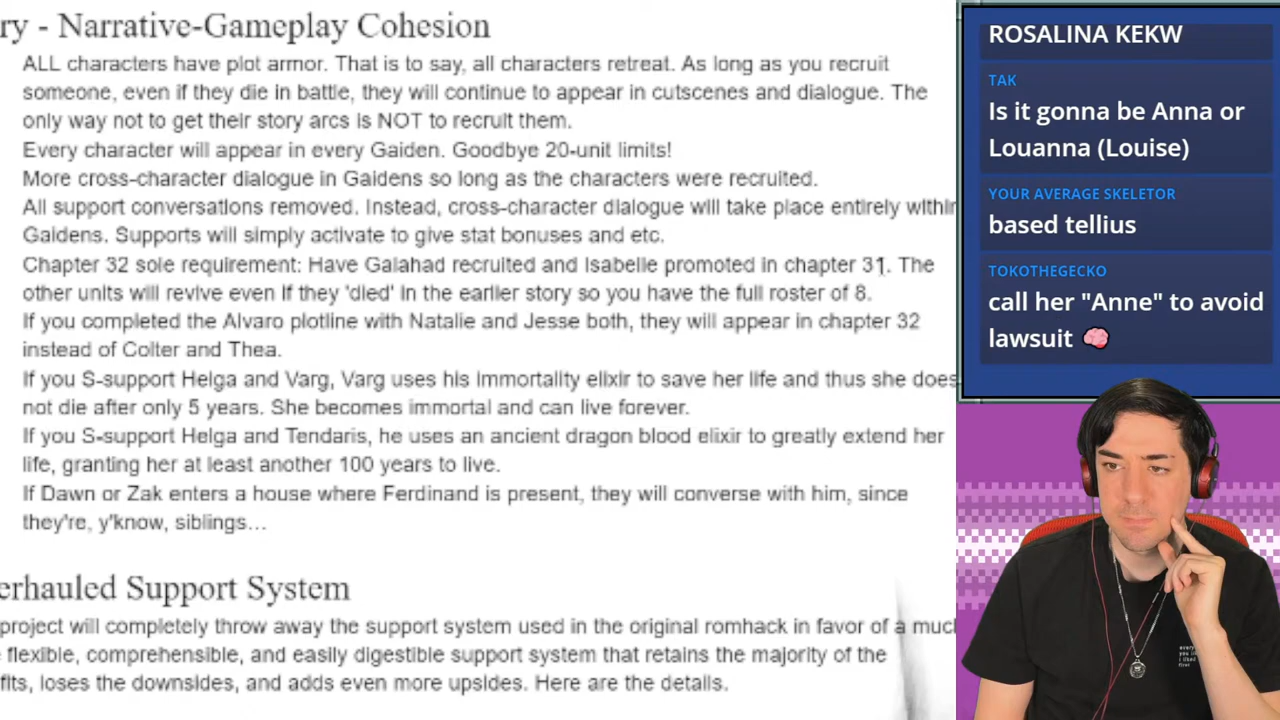 ry - Narrative-Gameplay Cohesion
ALL characters have plot armor. That is to say, all characters retreat. As long as you recruit
someone, even if they die in battle, they will continue to appear in cutscenes and dialogue. The
only way not to get their story arcs is NOT to recruit them.
Every character will appear in every Gaiden. Goodbye 20-unit limits!
More cross-character dialogue in Gaidens so long as the characters were recruited.
All support conversations removed. Instead, cross-character dialogue will take place entirely within
Gaidens. Supports will simply activate to give stat bonuses and etc.
Chapter 32 sole requirement: Have Galahad recruited and Isabelle promoted in chapter 31. The
other units will revive even if they 'died' in the earlier story so you have the full roster of 8.
If you completed the Alvaro plotline with Natalie and Jesse both, they will appear in chapter 32
instead of Colter and Thea.
If you S-support Helga and Varg, Varg uses his immortality elixir to save her life and thus she does
not die after only 5 years. She becomes immortal and can live forever.
If you S-support Helga and Tendaris, he uses an ancient dragon blood elixir to greatly extend her
life, granting her at least another 100 years to live.
If Dawn or Zak enters a house where Ferdinand is present, they will converse with him, since
they're, y'know, siblings...
erhauled Support System
project will completely throw away the support system used in the original romhack in favor of a muc
flexible, comprehensible, and easily digestible support system that retains the majority of the
fits, loses the downsides, and adds even more upsides. Here are the details.
ROSALINA KEKW
TAK
Is it gonna be Anna or
Louanna (Louise)
YOUR AVERAGE SKELETOR
based tellius
TOKOTHEGECKO
call her "Anne" to avoid
lawsuit 🧠